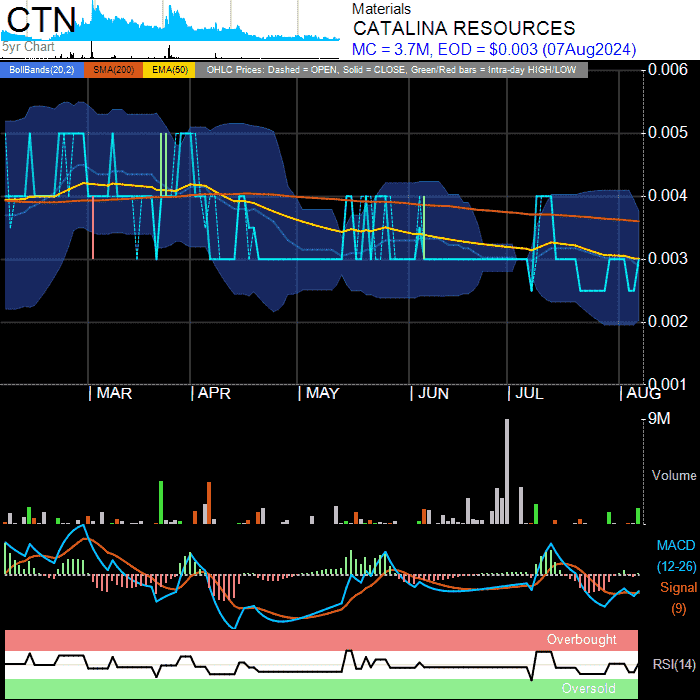 CTN
5yr Chart
Materials
CATALINA RESOURCES
MC = 3.7M, EOD = $0.003 (07Aug2024)
BollBands(20,2) SMA(200) EMA(50) OHLC Prices: Dashed = OPEN, Solid = CLOSE, Green/Red bars = Intra-day HIGH/LOW
0.006
0.005
0.004
0.003
0.002
0.001
MAR APR MAY JUN JUL AUG
9M
Volume
MACD
(12-26)
Signal
(9)
Overbought
RSI(14)
Oversold